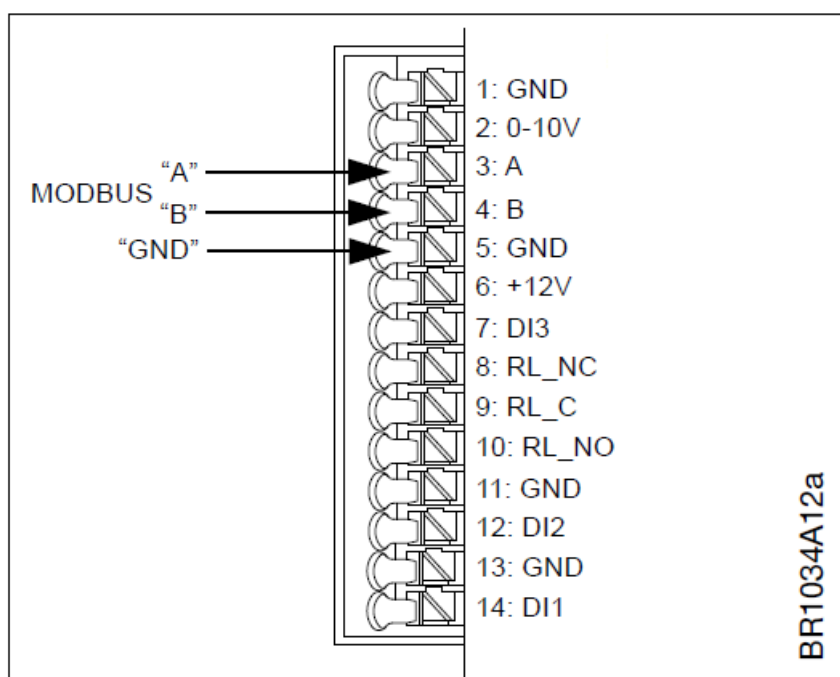 1: GND
2: 0-10V
“A”
3: A
MODBUS
“B”
4: B
“GND”
5: GND
6: +12V
7: DI3
8: RL_NC
9: RL_C
10: RL_NO
11: GND
12: DI2
13: GND
14: DI1
BR1034A12a